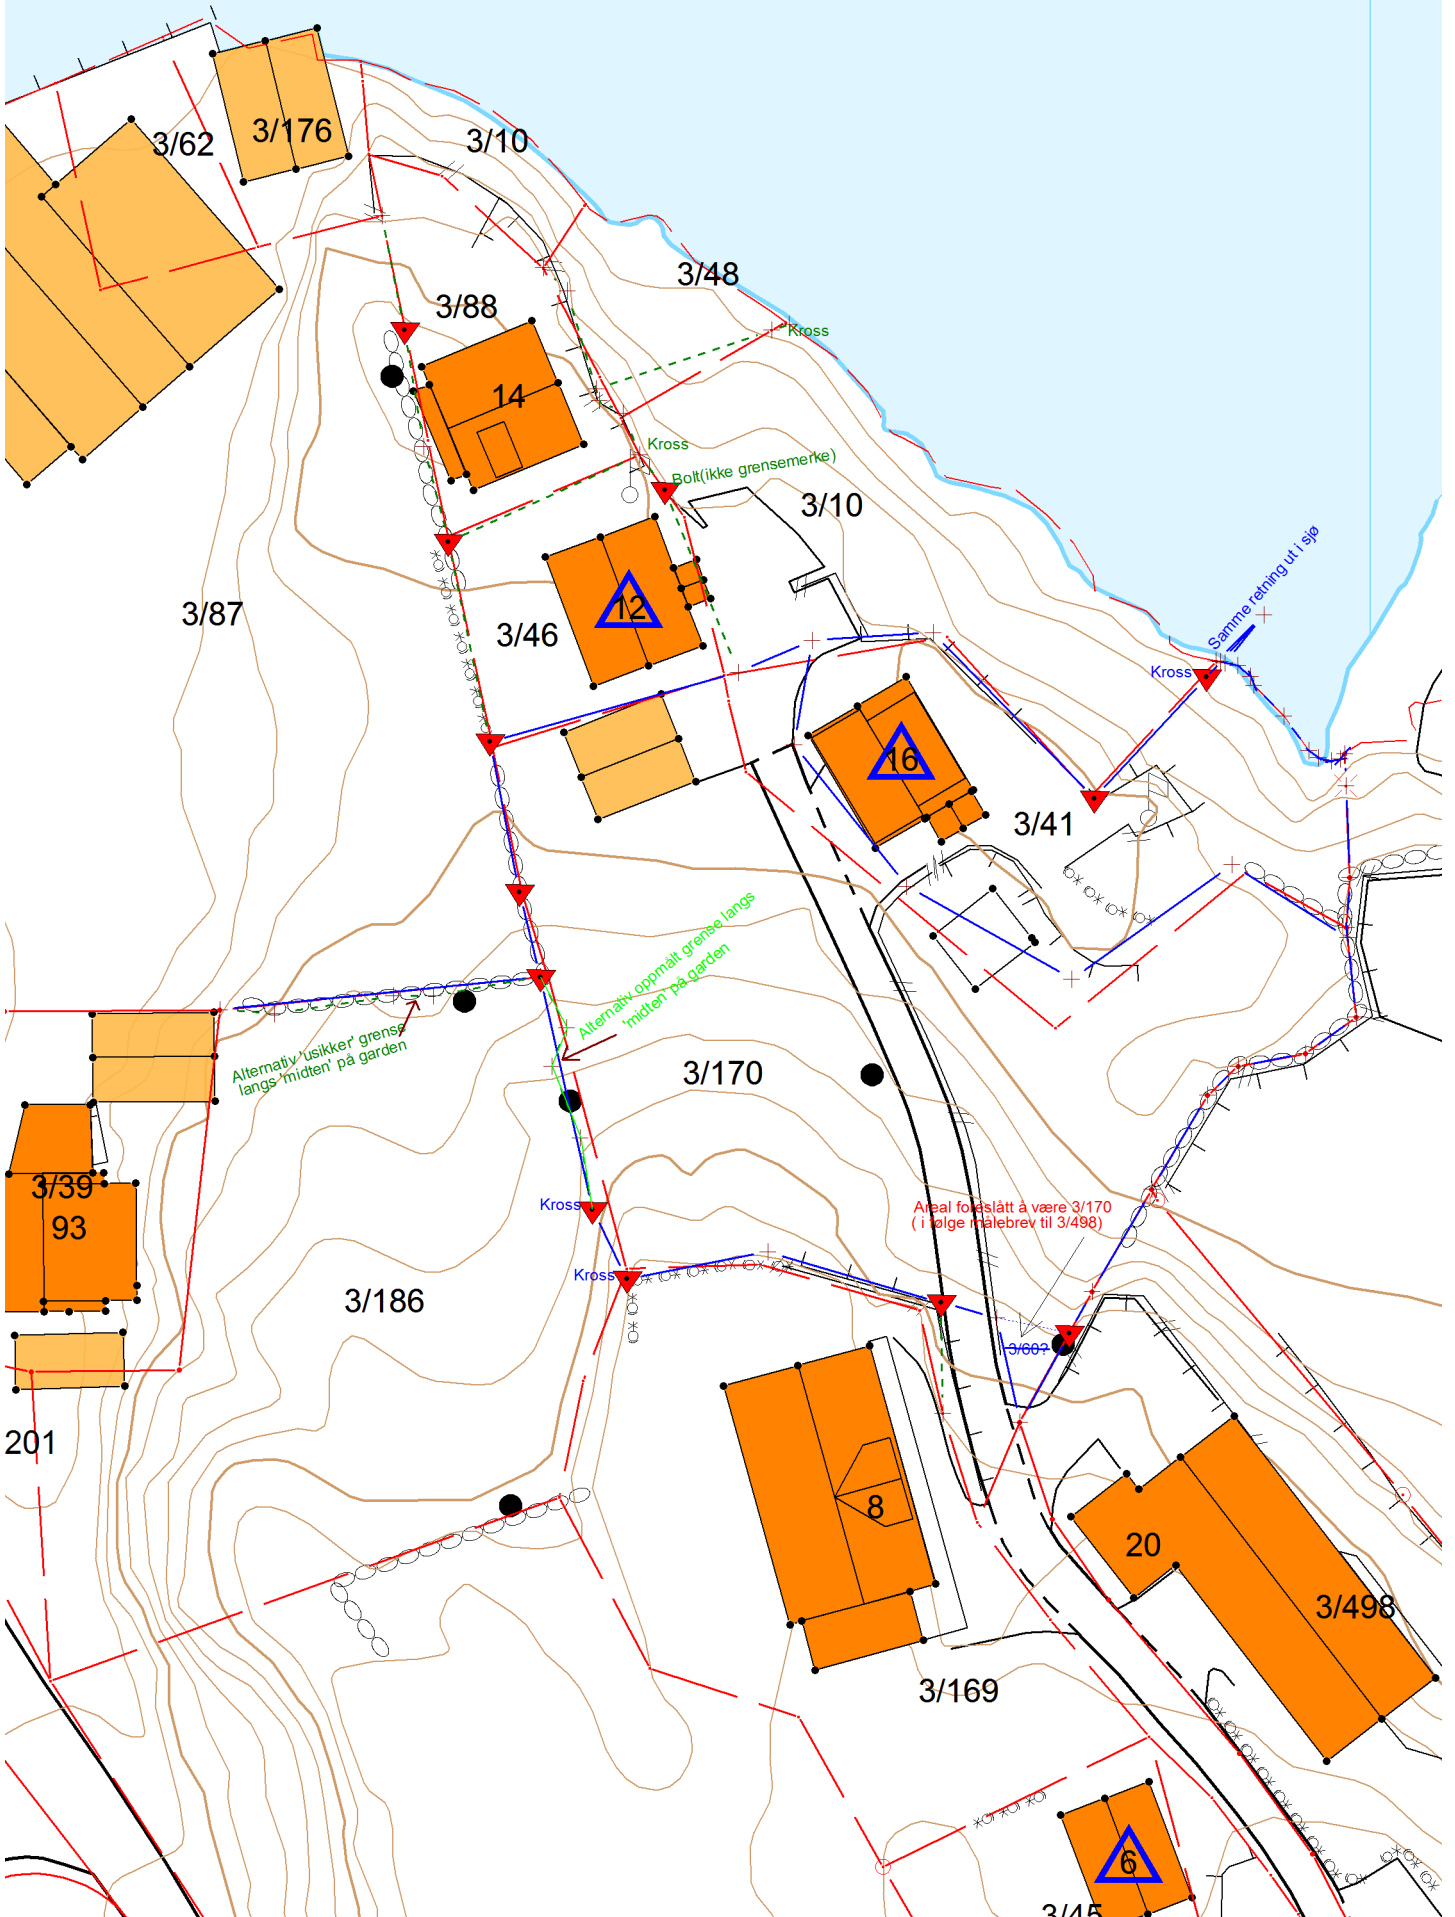 3/62
3/176
3/10
3/48
3/88
Kross
14
Kross
Bolt(ikke grensemerke)
3/10
Samme retning ut i sjø
3/87
12
3/46
Kross
16
3/41
Alternativ oppmålt grense langs
'midten' på garden
Alternativ 'usikker' grense
langs 'midten' på garden
3/170
3/39
93
Kross
Areal foreslått å være 3/170
( i følge målebrev til 3/498)
Kross
3/186
3/60?
201
8
20
3/498
3/169
6
3/45